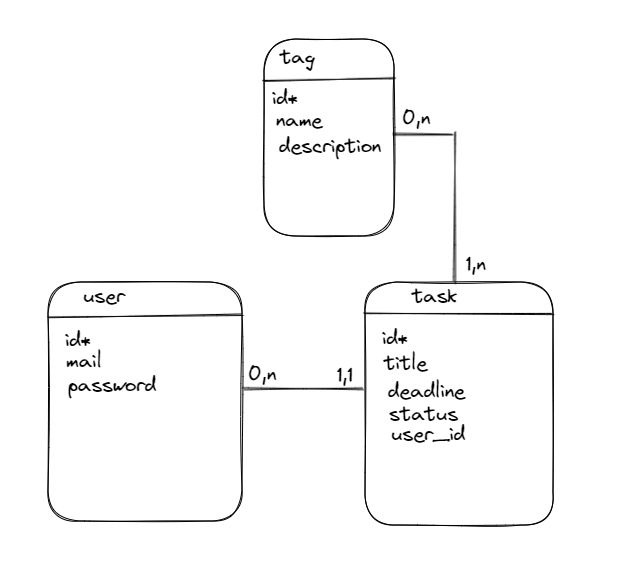 tag
id*
name
description
0,n
1,n
user
id*
mail
password
0,n
1,1
task
id*
title
deadline
status
user_id